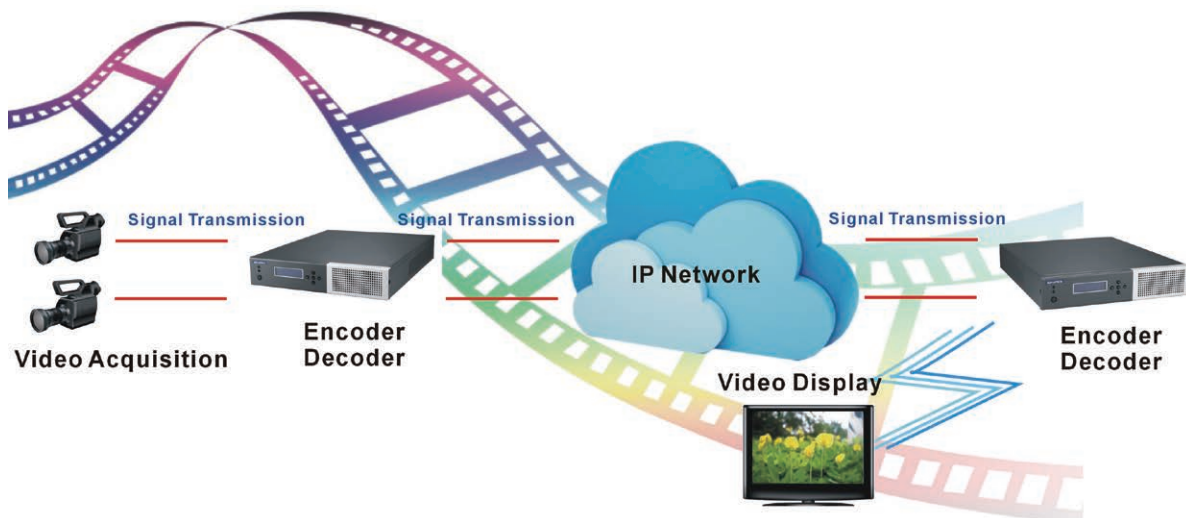 Signal Transmission
Signal Transmission
Signal Transmission
IP Network
Encoder
Decoder
Encoder
Decoder
Video Acquisition
Video Display